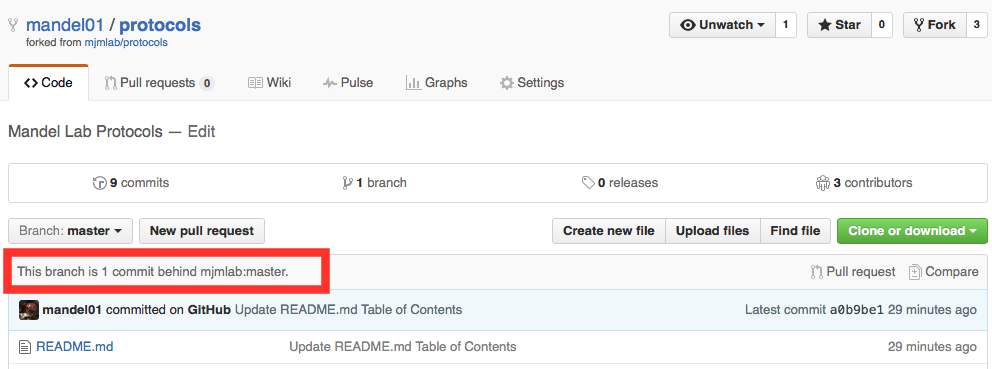 mandel01 / protocols
forked from mjmlab/protocols
Unwatch 1 Star 0 Fork 3
Code Pull requests 0 Wiki Pulse Graphs Settings
Mandel Lab Protocols — Edit
9 commits 1 branch 0 releases 3 contributors
Branch: master New pull request Create new file Upload files Find file Clone or download
This branch is 1 commit behind mjmlab:master. Pull request Compare
mandel01 committed on GitHub Update README.md Table of Contents Latest commit a0b9be1 29 minutes ago
README.md Update README.md Table of Contents 29 minutes ago